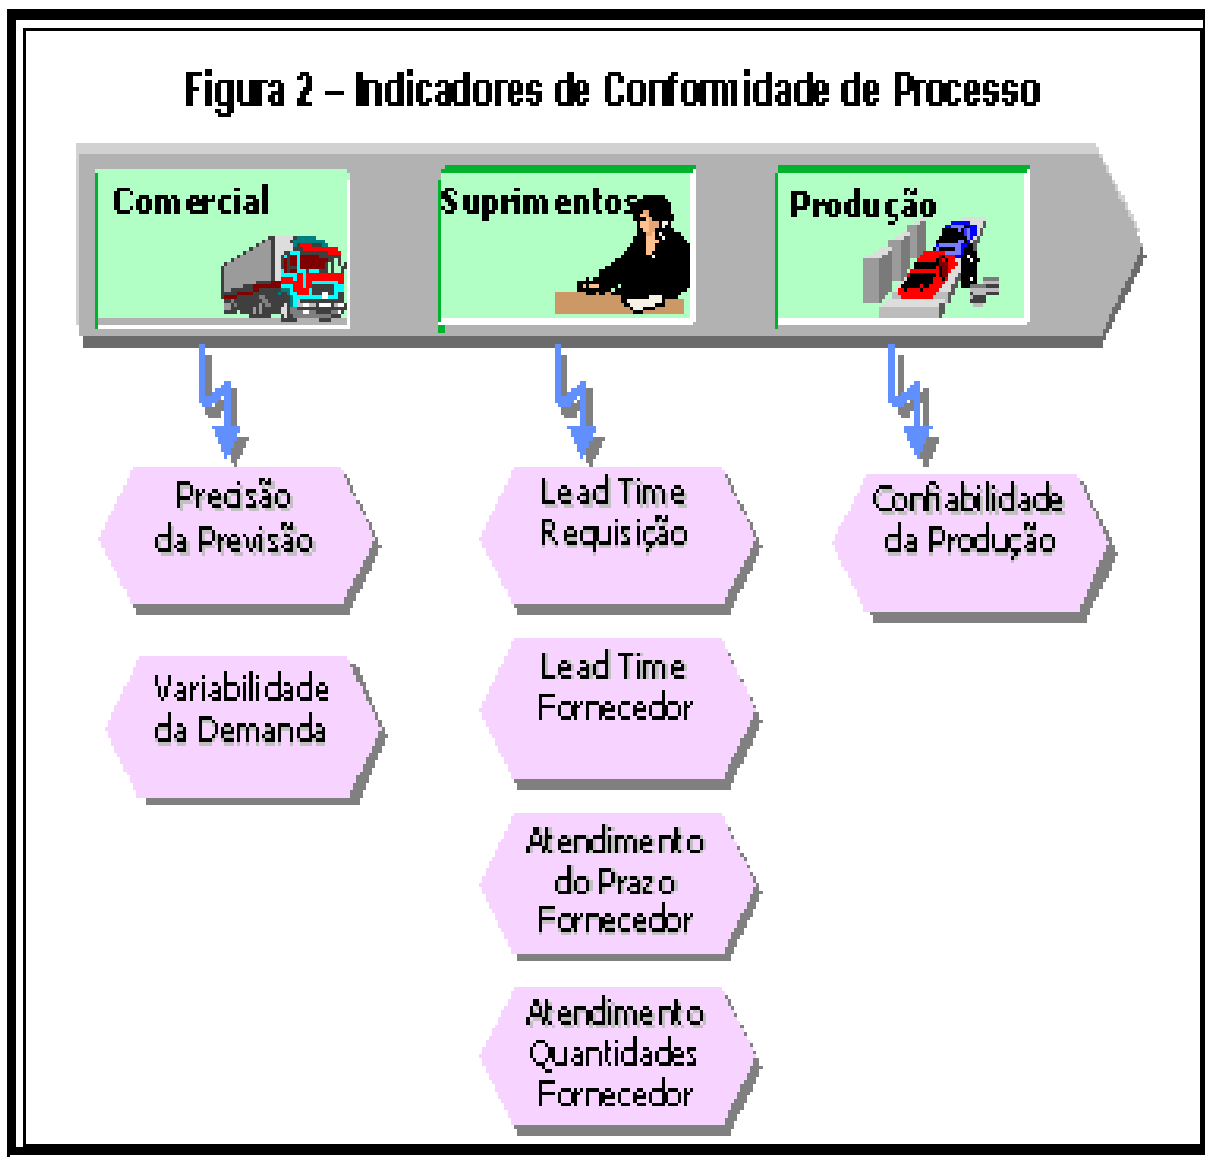 Figura 2 – Indicadores de Conformidade de Processo
Comercial
Suprimentos
Produção
Precisão
da Previsão
Variabilidade
da Demanda
Lead Time
Requisição
Lead Time
Fornecedor
Atendimento
do Prazo
Fornecedor
Atendimento
Quantidades
Fornecedor
Confiabilidade
da Produção